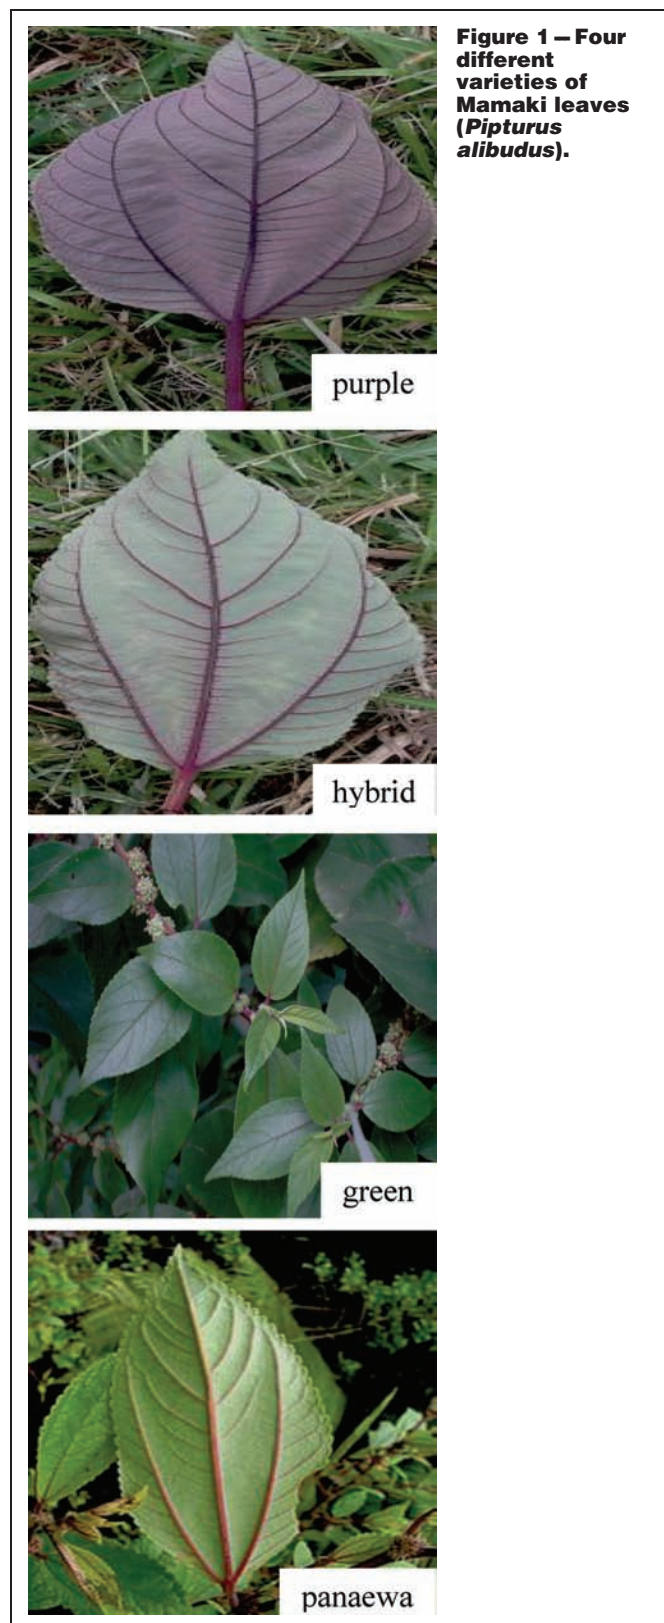 Figure 1 — Four
different
varieties of
Mamaki leaves
(Pipturus
alibudus).
purple
hybrid
green
panaewa